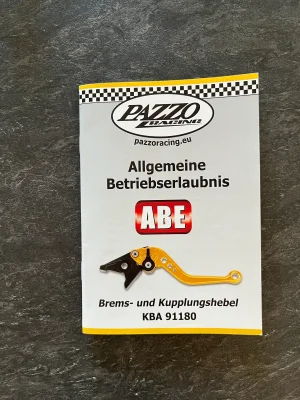 PAZZO
RACING
pazzoracing.eu
Allgemeine
Betriebserlaubnis
ABE
Brems- und Kupplungshebel
KBA 91180